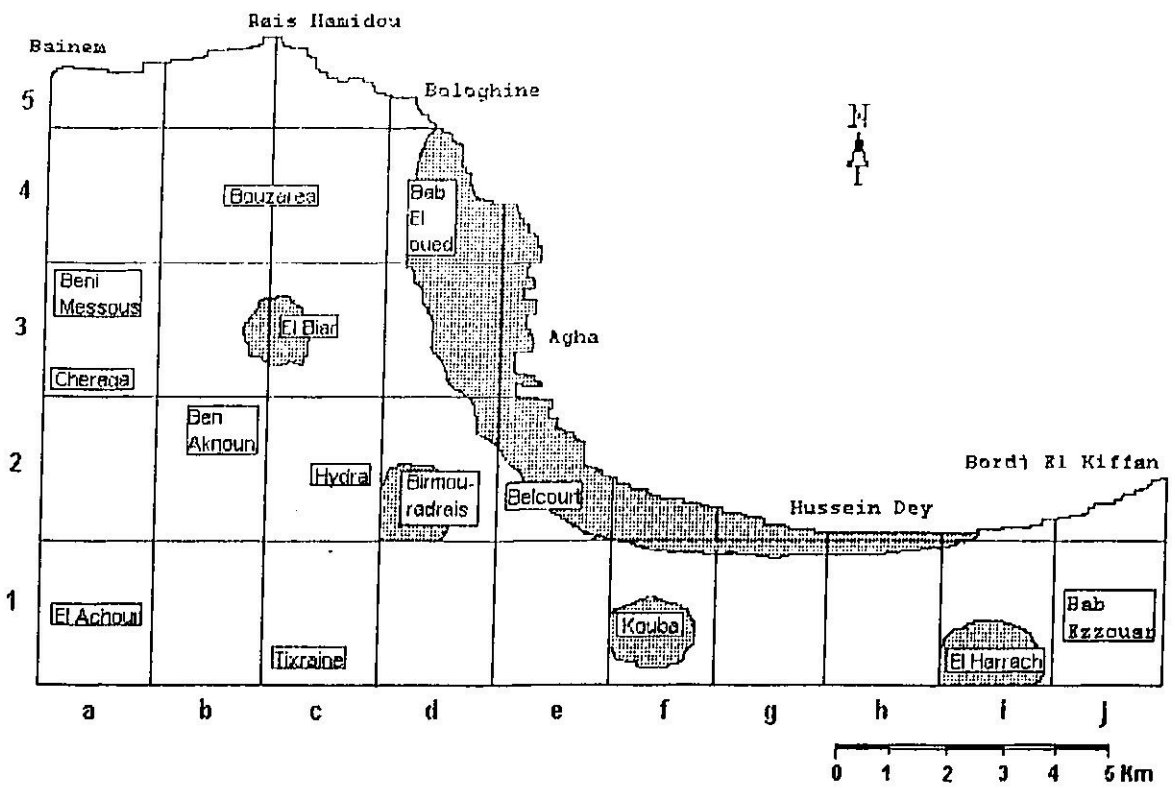 Rais Hamidou
Bainem
Bologhine
5
N
4
Bouzarea
Bab
El
oued
Beni
Messous
3
El Biar
Agha
Cheraga
Ben
Aknoun
2
Hydra
Birmou-
radrais
Belcourt
Bordj El Kiffan
Hussein Dey
1
El Achour
Kouba
Bab
Ezzouar
Tixraine
El Harrach
a b c d e f g h i j
0 1 2 3 4 5 Km